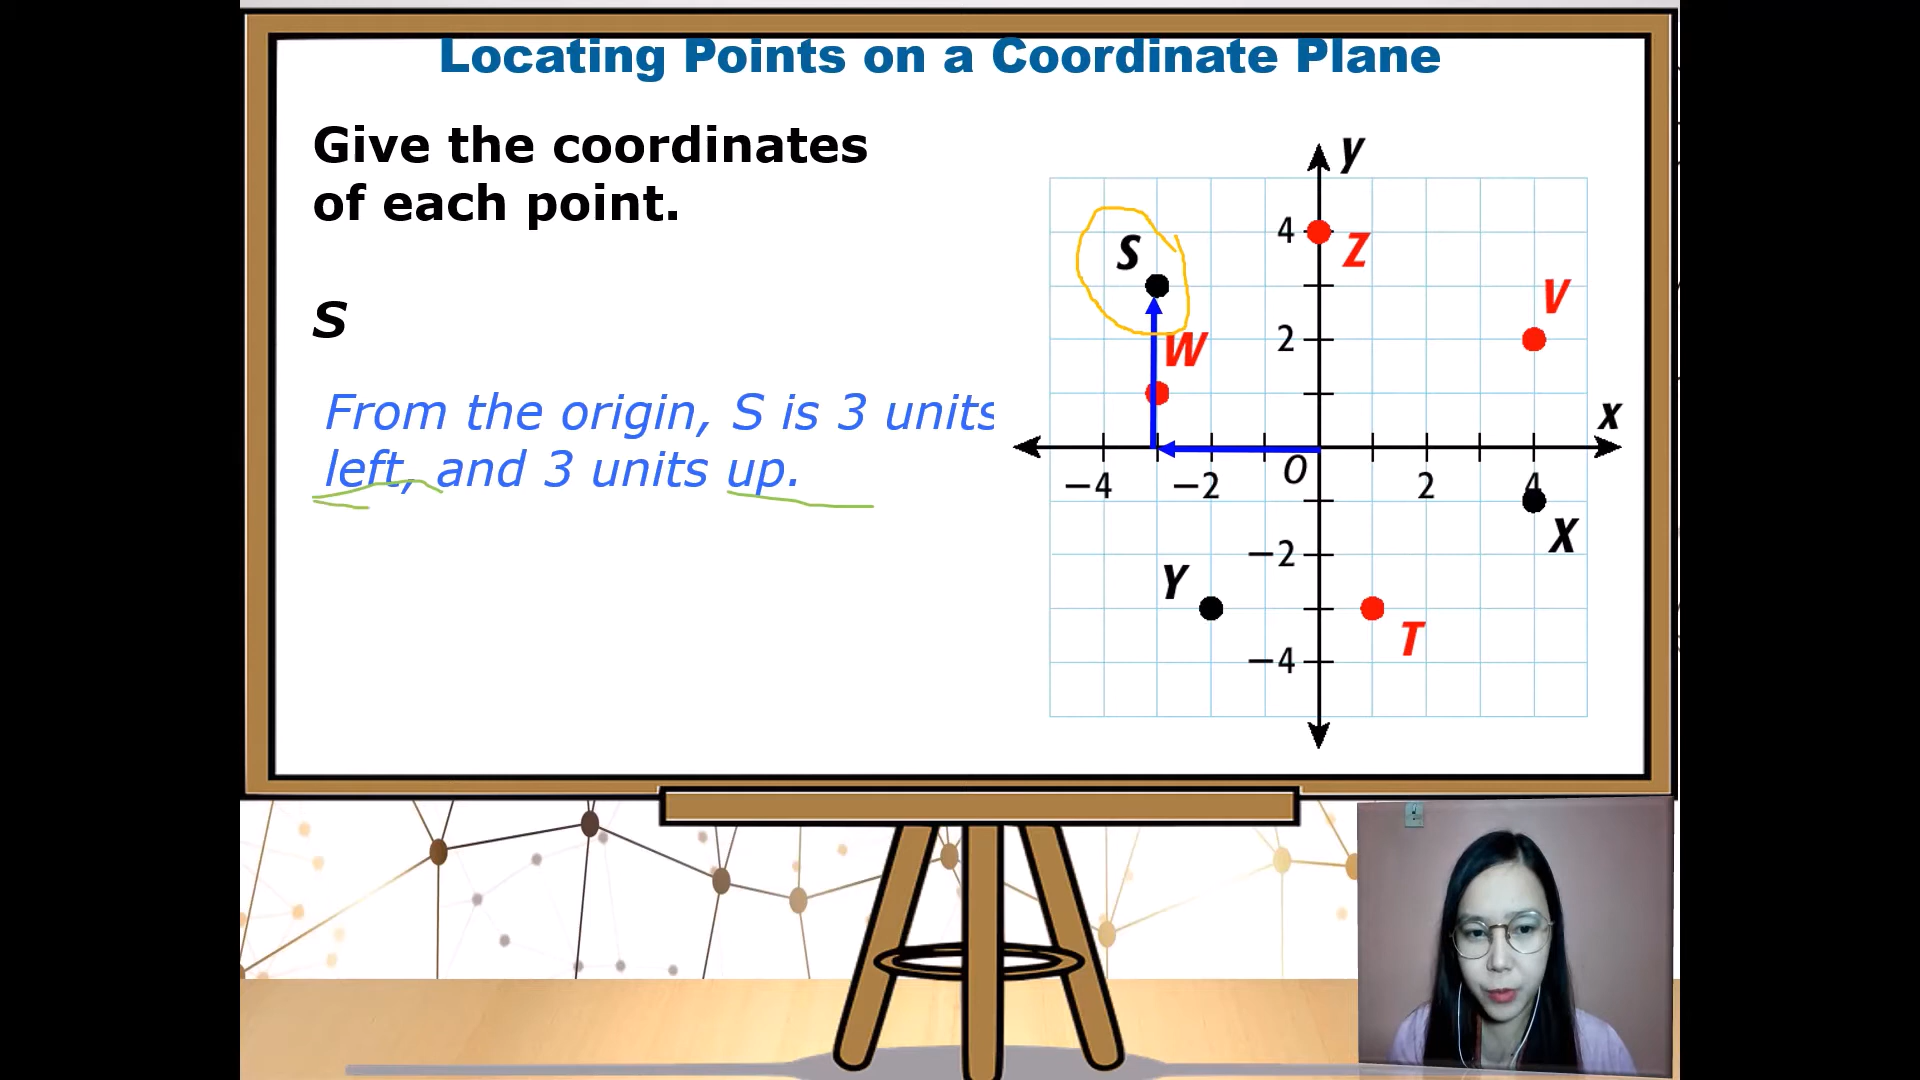 Locating Points on a Coordinate Plane
Give the coordinates
of each point.
S
From the origin, S is 3 units
left, and 3 units up.
y
4
Z
S
V
2
W
x
O
−4
−2
2
4
X
−2
Y
T
−4